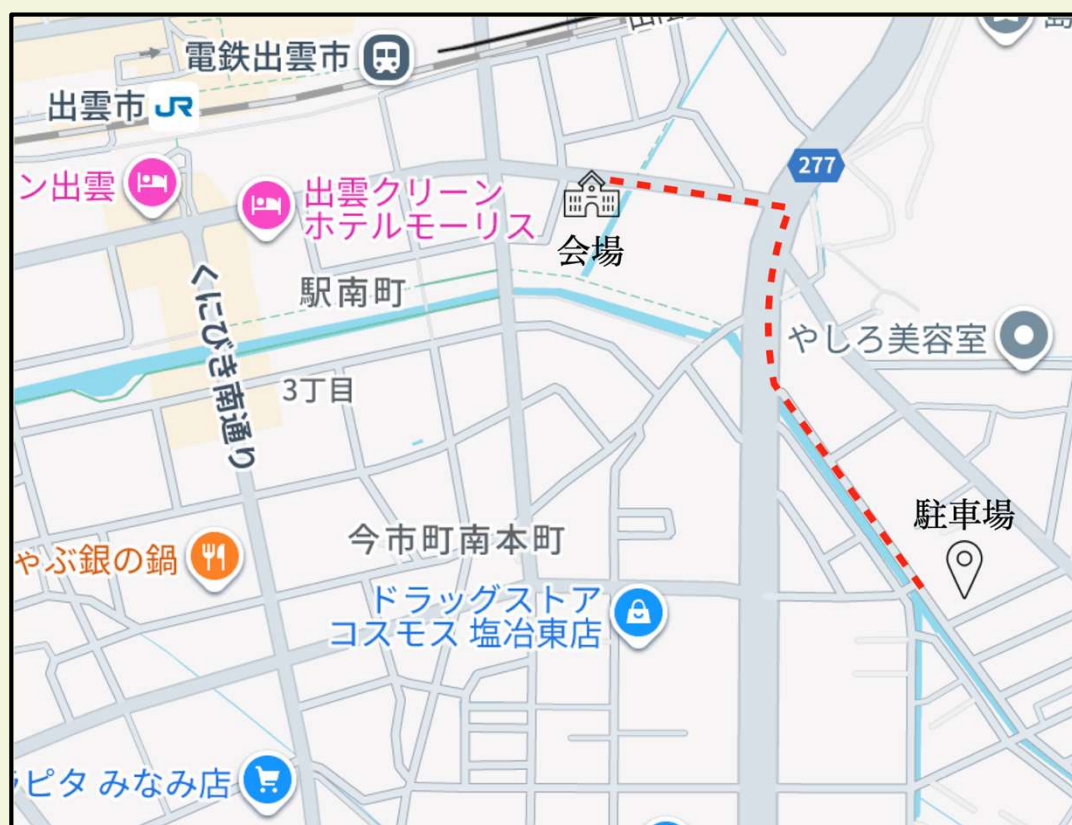 電鉄出雲市
出雲市 JR
277
ン出雲
出雲クリーン
ホテルモーリス
会場
駅南町
やしろ美容室
くにびき南通り
3丁目
駐車場
今市町南本町
ゃぶ銀の鍋
ドラッグストア
コスモス 塩冶東店
ピタ みなみ店